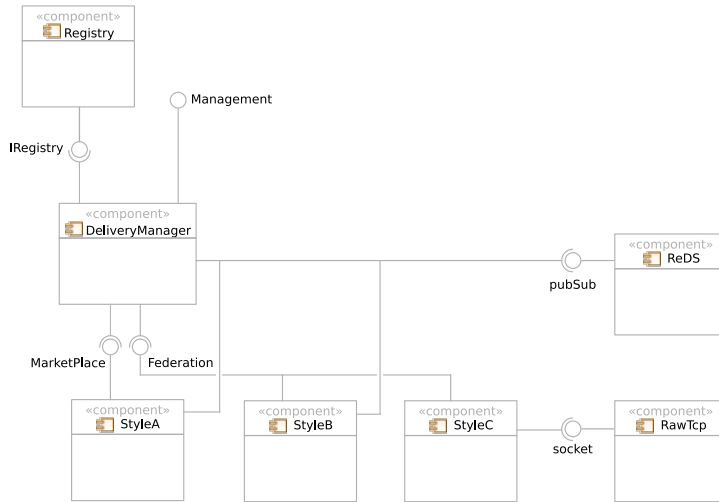 «component»
Registry
Management
IRegistry
«component»
DeliveryManager
«component»
ReDS
pubSub
MarketPlace
Federation
«component»
StyleA
«component»
StyleB
«component»
StyleC
«component»
RawTcp
socket